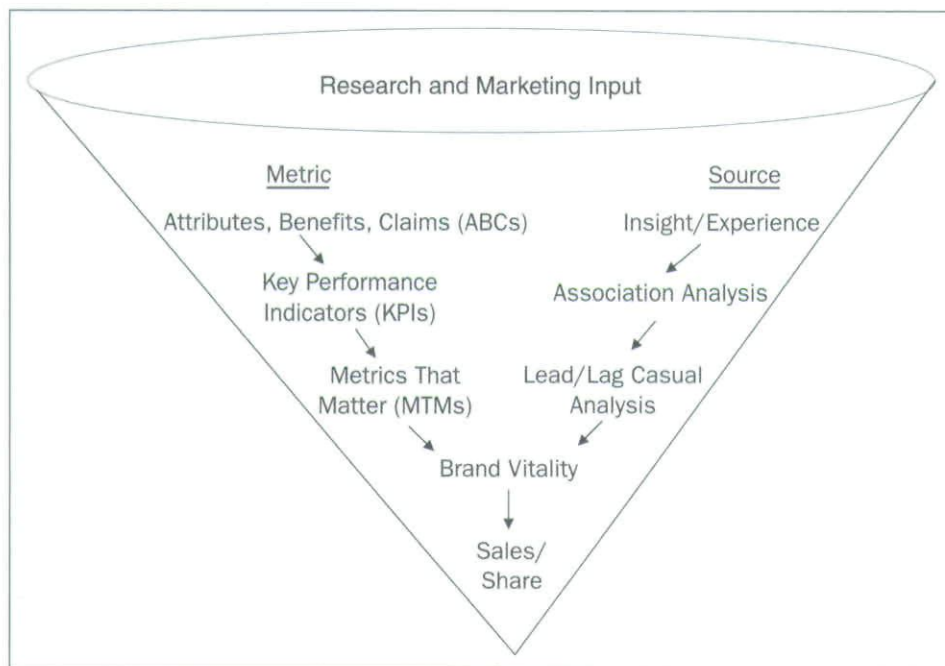 Research and Marketing Input
Metric
Source
Attributes, Benefits, Claims (ABCs)
Insight/Experience
Key Performance
Indicators (KPIs)
Association Analysis
Metrics That
Matter (MTMs)
Lead/Lag Casual
Analysis
Brand Vitality
Sales/
Share